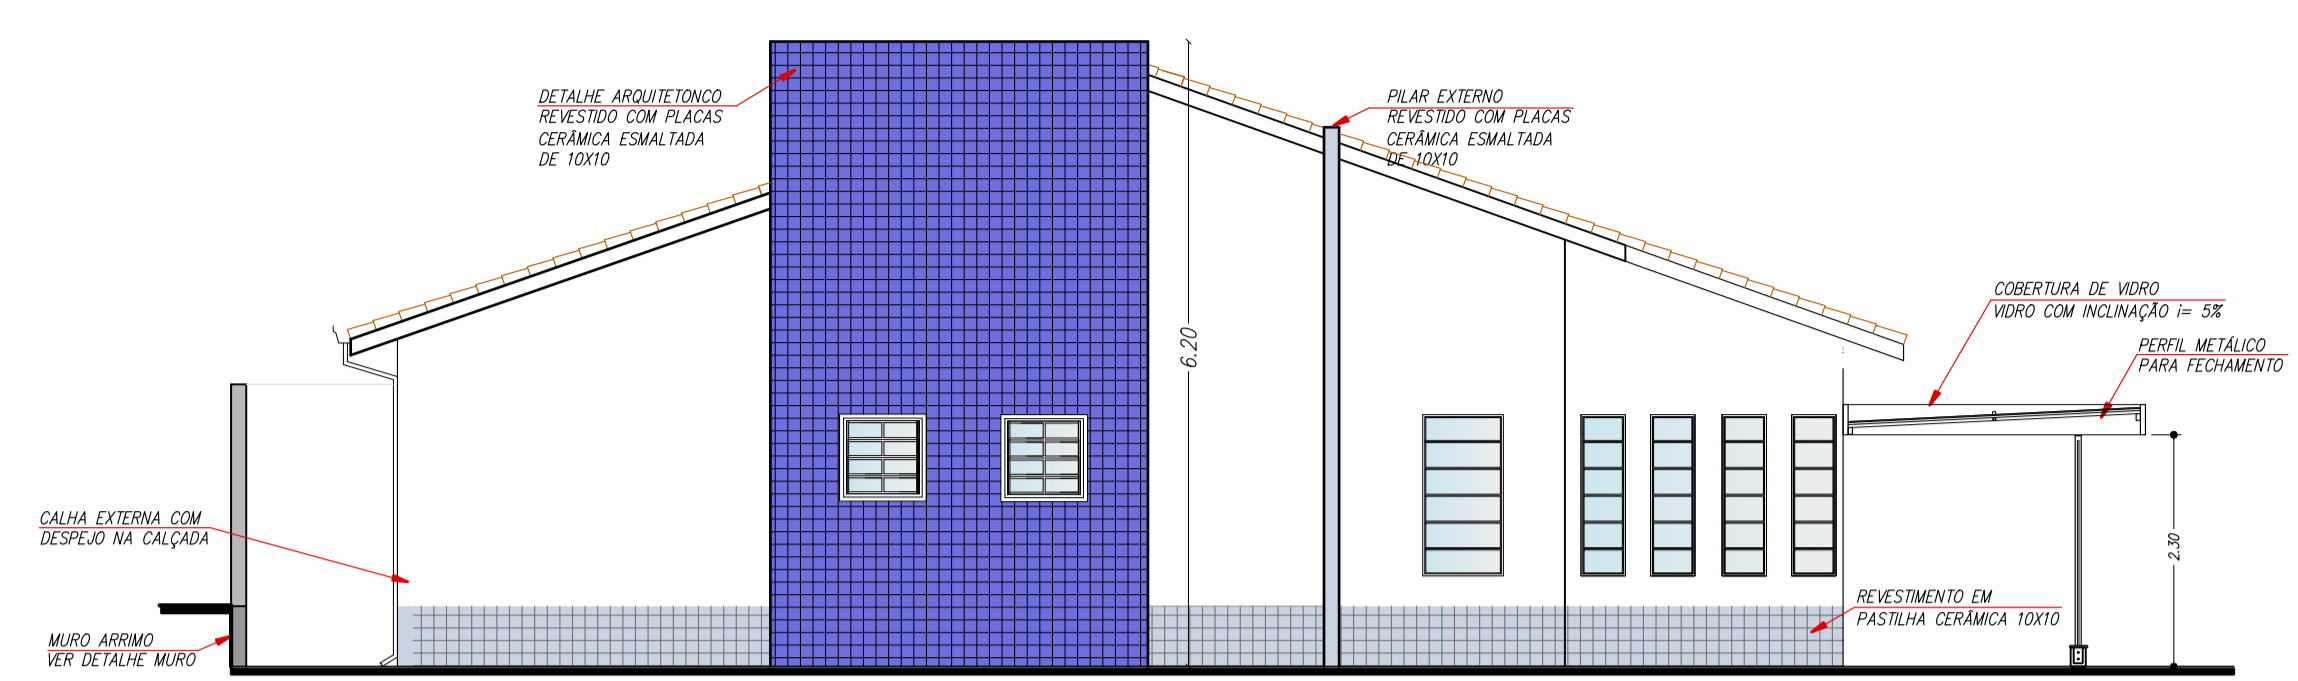 DETALHE ARQUITETONCO
REVESTIDO COM PLACAS
CERÂMICA ESMALTADA
DE 10X10
PILAR EXTERNO
REVESTIDO COM PLACAS
CERÂMICA ESMALTADA
DE 10X10
6.20
COBERTURA DE VIDRO
VIDRO COM INCLINAÇÃO i= 5%
PERFIL METÁLICO
PARA FECHAMENTO
CALHA EXTERNA COM
DESPEJO NA CALÇADA
2.30
REVESTIMENTO EM
PASTILHA CERÂMICA 10X10
MURO ARRIMO
VER DETALHE MURO